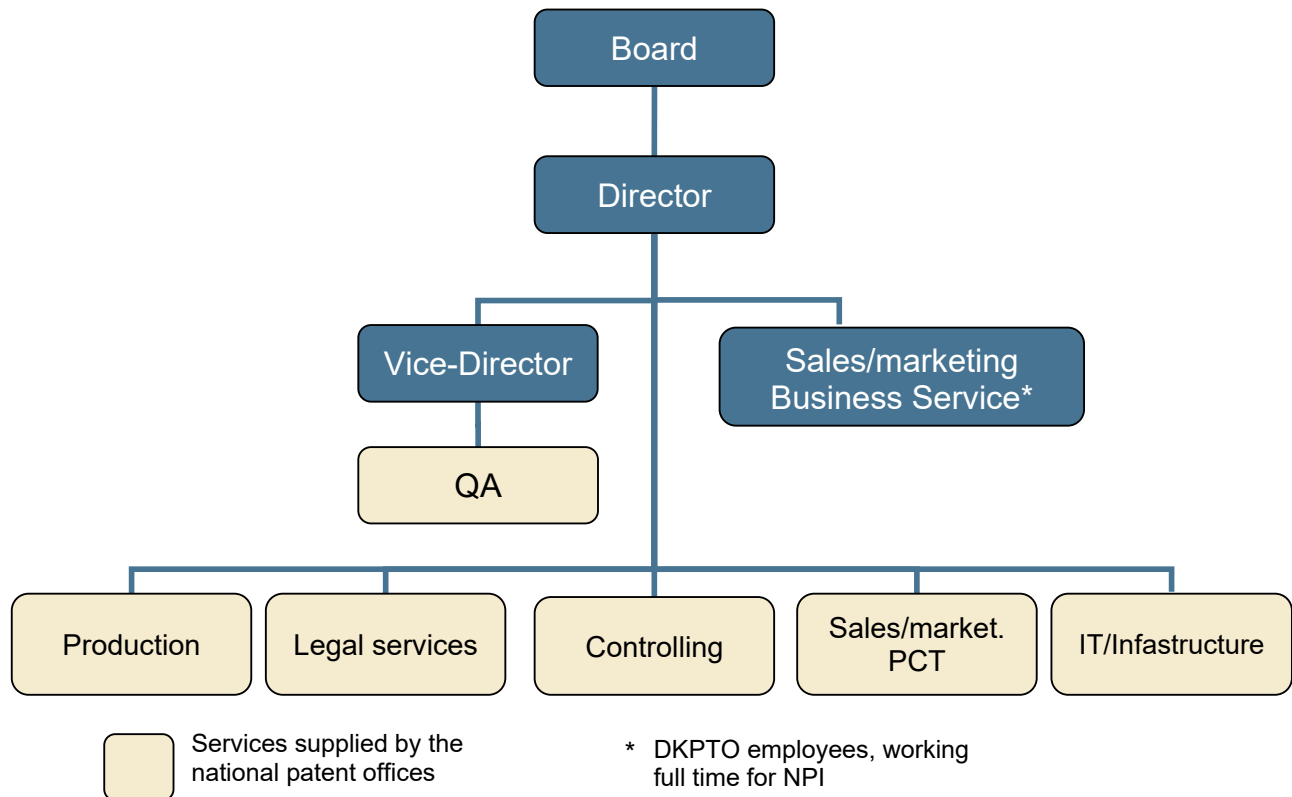 Board
Director
Vice-Director
Sales/marketing
Business Service*
QA
Production
Legal services
Controlling
Sales/market.
PCT
IT/Infastructure
Services supplied by the
national patent offices
* DKPTO employees, working
full time for NPI